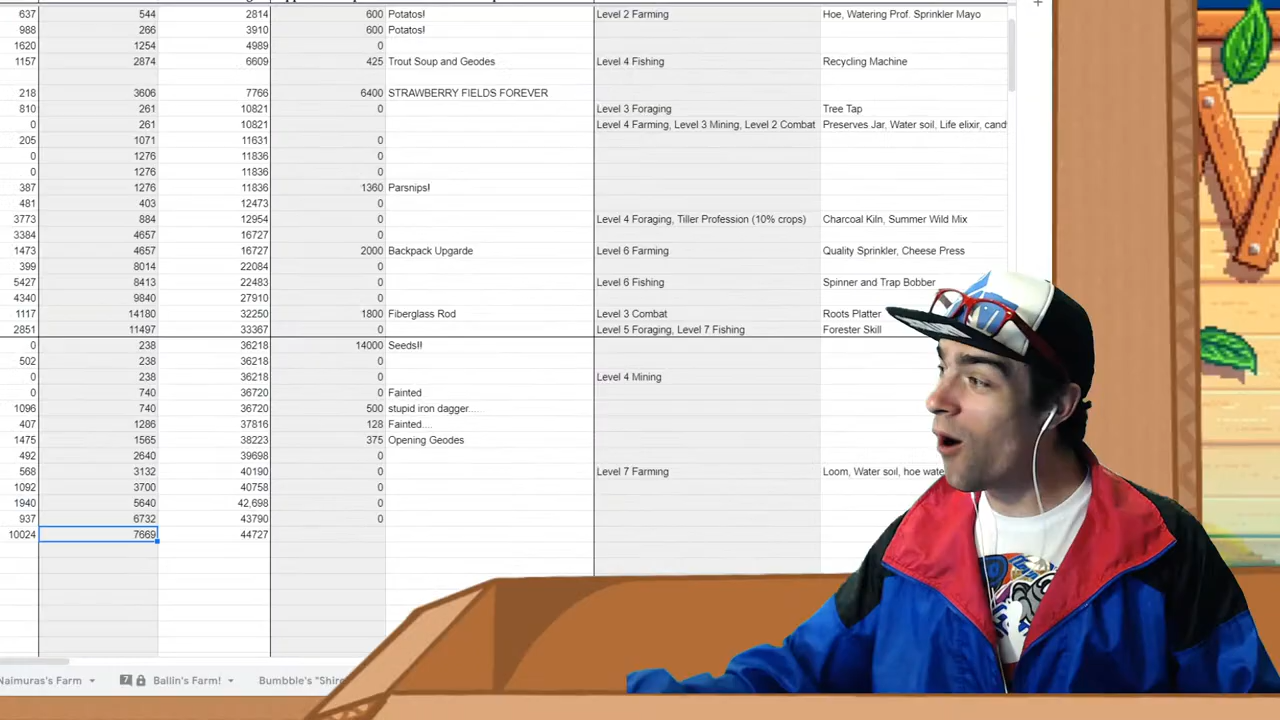 637 544 2814 600 Potatos! Level 2 Farming Hoe, Watering Prof. Sprinkler Mayo
988 266 3910 600 Potatos!
1620 1254 4989 0
1157 2874 6609 425 Trout Soup and Geodes Level 4 Fishing Recycling Machine
218 3606 7766 6400 STRAWBERRY FIELDS FOREVER
810 261 10821 0 Level 3 Foraging Tree Tap
0 261 10821 Level 4 Farming, Level 3 Mining, Level 2 Combat Preserves Jar, Water soil, Life elixir, cand
205 1071 11631 0
0 1276 11836 0
0 1276 11836 0
387 1276 11836 1360 Parsnips!
481 403 12473 0
3773 884 12954 0 Level 4 Foraging, Tiller Profession (10% crops) Charcoal Kiln, Summer Wild Mix
3384 4657 16727 0
1473 4657 16727 2000 Backpack Upgarde Level 6 Farming Quality Sprinkler, Cheese Press
399 8014 22084 0
5427 8413 22483 0 Level 6 Fishing Spinner and Trap Bobber
4340 9840 27910 0
1117 14180 32250 1800 Fiberglass Rod Level 3 Combat Roots Platter
2851 11497 33367 0 Level 5 Foraging, Level 7 Fishing Forester Skill
0 238 36218 14000 Seeds!!
502 238 36218 0
0 238 36218 0 Level 4 Mining
0 740 36720 0 Fainted
1096 740 36720 500 stupid iron dagger....
407 1286 37816 128 Fainted....
1475 1565 38223 375 Opening Geodes
492 2640 39698 0
568 3132 40190 0 Level 7 Farming Loom, Water soil, hoe wate
1092 3700 40758 0
1940 5640 42,698 0
937 6732 43790 0
10024 7669 44727
Naimuras's Farm 7 Ballin's Farm! Bumbble's "Shire